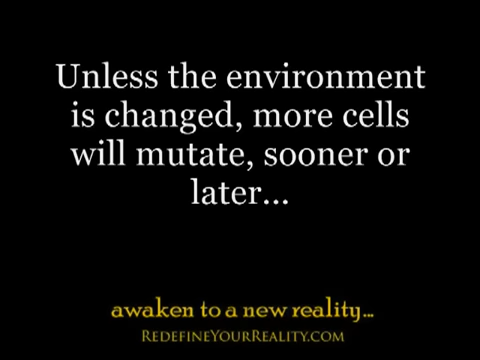 Unless the environment
is changed, more cells
will mutate, sooner or
later...
awaken to a new reality...
RedefineYourReality.com